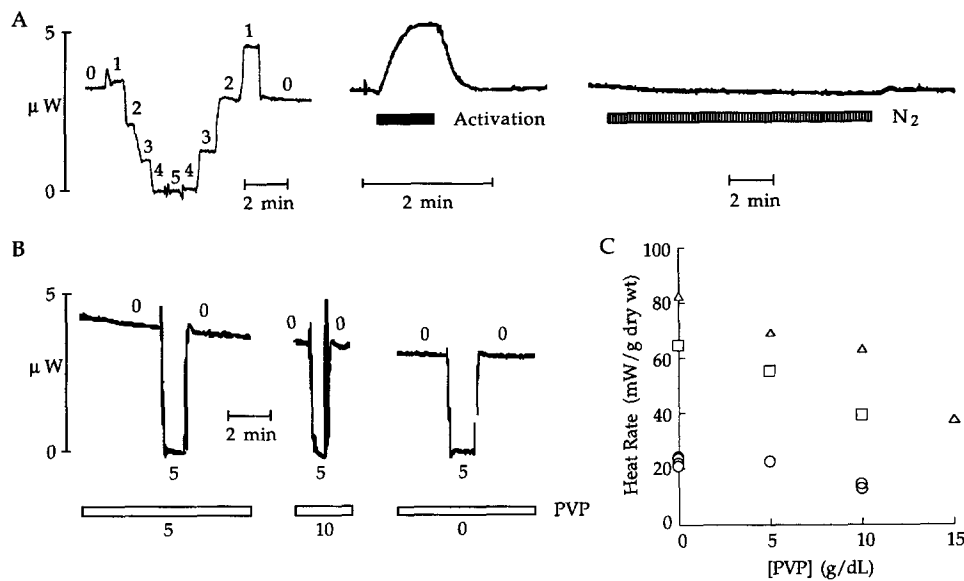 A
5
μW
0
0 1 2 3 4 5 4 3 2 1 0
2 min
Activation
2 min
N2
2 min
B
5
μW
0
0 0
5
2 min
0 0
5
0 0
5
PVP
5 10 0
C
Heat Rate (mW/g dry wt)
100
80
60
40
20
0
0 5 10 15
[PVP] (g/dL)